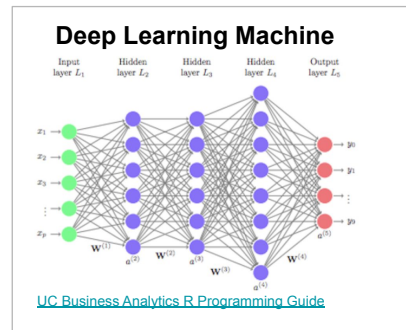 Deep Learning Machine
Input Hidden Hidden Hidden Output
layer L₁ layer L₂ layer L₃ layer L₄ layer L₅
x₁
x₂
x₃
⋮
xₚ
y₀
y₁
⋮
y₉
W⁽¹⁾
a⁽²⁾
W⁽²⁾
a⁽³⁾
W⁽³⁾
a⁽⁴⁾
W⁽⁴⁾
a⁽⁵⁾
UC Business Analytics R Programming Guide